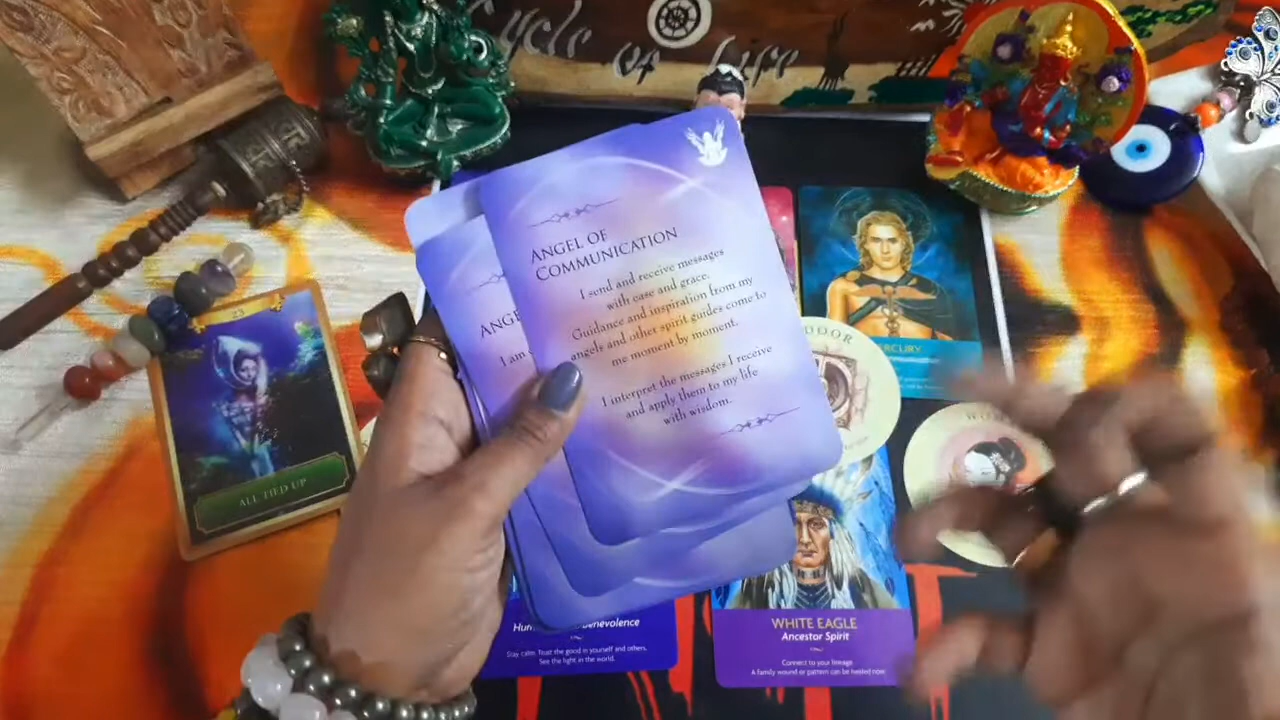 Cycle of Life
ANGEL OF
COMMUNICATION
I send and receive messages
with ease and grace.
Guidance and inspiration from my
angels and other spirit guides come to
me moment by moment.
I interpret the messages I receive
and apply them to my life
with wisdom.
I am
23
ALL TIED UP
Stay calm. Trust the good in yourself and others.
See the light in the world.
WHITE EAGLE
Ancestor Spirit
Connect to your lineage
A family wound or pattern can be healed now.